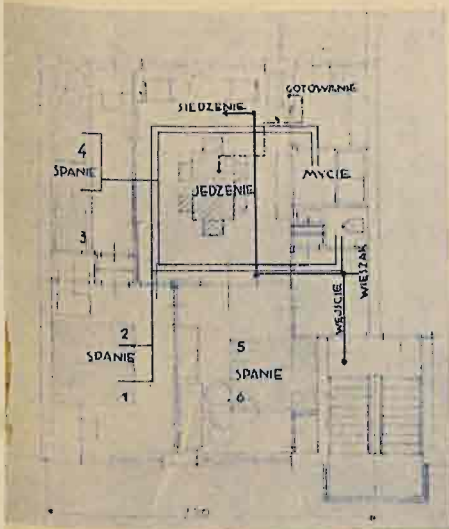 GOTOWANIE
SIEDZENIE
4
SPANIE
JEDZENIE
MYCIE
3
WEJŚCIE
WIESZAK
2
SPANIE
1
5
SPANIE
6